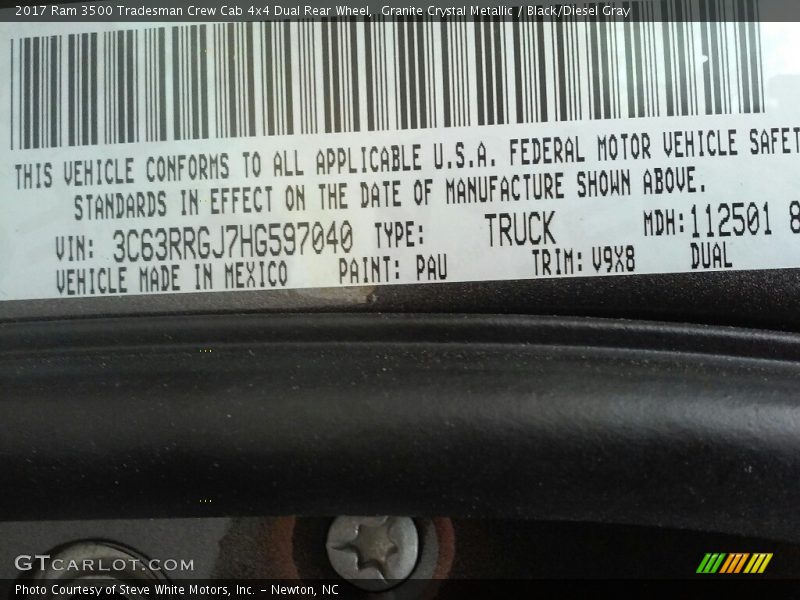 2017 Ram 3500 Tradesman Crew Cab 4x4 Dual Rear Wheel,  Granite Crystal Metallic / Black/Diesel Gray
THIS VEHICLE CONFORMS TO ALL APPLICABLE U.S.A. FEDERAL MOTOR VEHICLE SAFET
STANDARDS IN EFFECT ON THE DATE OF MANUFACTURE SHOWN ABOVE.
VIN: 3C63RRGJ7HG597040 TYPE: TRUCK MDH: 112501 8
VEHICLE MADE IN MEXICO PAINT: PAU TRIM: V9X8 DUAL
GTCARLOT.COM
Photo Courtesy of Steve White Motors, Inc. – Newton, NC